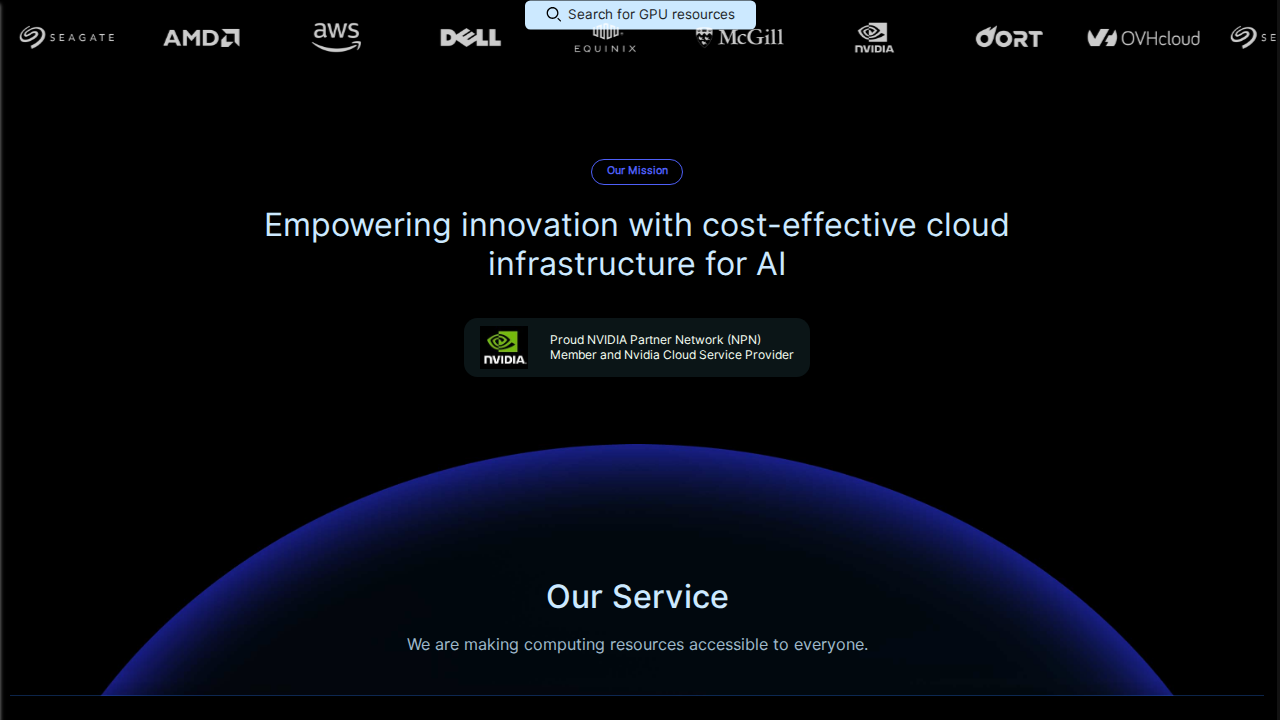 Search for GPU resources
SEAGATE AMD aws DELL EQUINIX McGill NVIDIA OORT OVHcloud SE
Our Mission
Empowering innovation with cost-effective cloud
infrastructure for AI
NVIDIA.
Proud NVIDIA Partner Network (NPN)
Member and Nvidia Cloud Service Provider
Our Service
We are making computing resources accessible to everyone.